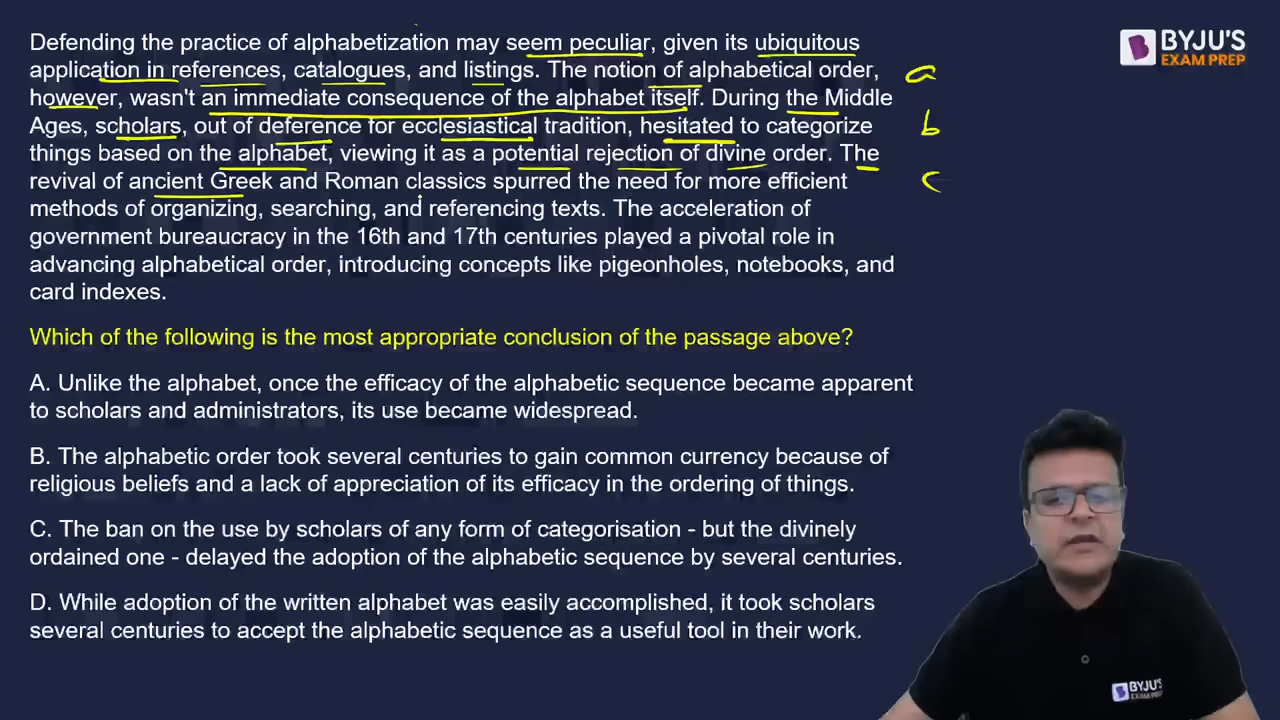 Defending the practice of alphabetization may seem peculiar, given its ubiquitous
application in references, catalogues, and listings. The notion of alphabetical order,
however, wasn't an immediate consequence of the alphabet itself. During the Middle
Ages, scholars, out of deference for ecclesiastical tradition, hesitated to categorize
things based on the alphabet, viewing it as a potential rejection of divine order. The
revival of ancient Greek and Roman classics spurred the need for more efficient
methods of organizing, searching, and referencing texts. The acceleration of
government bureaucracy in the 16th and 17th centuries played a pivotal role in
advancing alphabetical order, introducing concepts like pigeonholes, notebooks, and
card indexes.
a
b
c
BYJU'S
EXAM PREP
Which of the following is the most appropriate conclusion of the passage above?
A. Unlike the alphabet, once the efficacy of the alphabetic sequence became apparent
to scholars and administrators, its use became widespread.
B. The alphabetic order took several centuries to gain common currency because of
religious beliefs and a lack of appreciation of its efficacy in the ordering of things.
C. The ban on the use by scholars of any form of categorisation - but the divinely
ordained one - delayed the adoption of the alphabetic sequence by several centuries.
D. While adoption of the written alphabet was easily accomplished, it took scholars
several centuries to accept the alphabetic sequence as a useful tool in their work.
BYJU'S
EXAM PREP